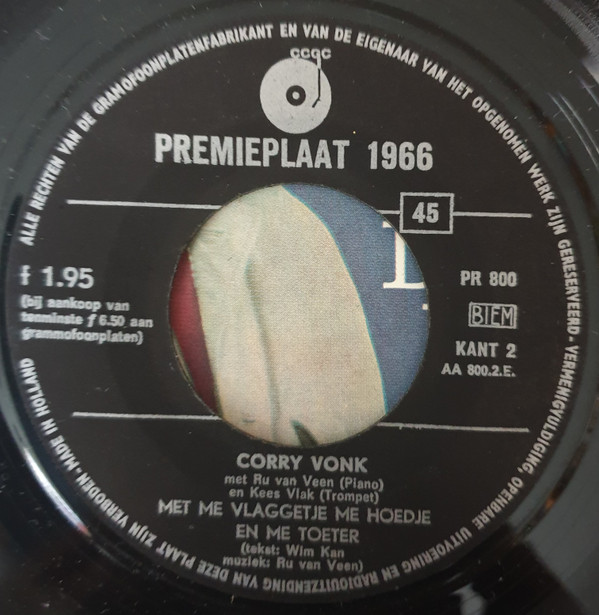 ALLE RECHTEN VAN DE GRAMOFOONPLATENFABRIKANT EN VAN DE EIGENAAR VAN HET OPGENOMEN WERK ZIJN GERESERVEERD-VERMENIGVULDIGING, OPENBARE UITVOERING EN RADIOUITZENDING VAN DEZE PLAAT ZIJN VERBODEN-MADE IN HOLLAND
CCGC
PREMIEPLAAT 1966
45
f 1.95
(bij aankoop van
tenminste ƒ 6.50 aan
grammofoonplaten)
PR 800
BIEM
KANT 2
AA 800.2.E.
CORRY VONK
met Ru van Veen (Piano)
en Kees Vlak (Trompet)
MET ME VLAGGETJE ME HOEDJE
EN ME TOETER
(tekst: Wim Kan
muziek: Ru van Veen)